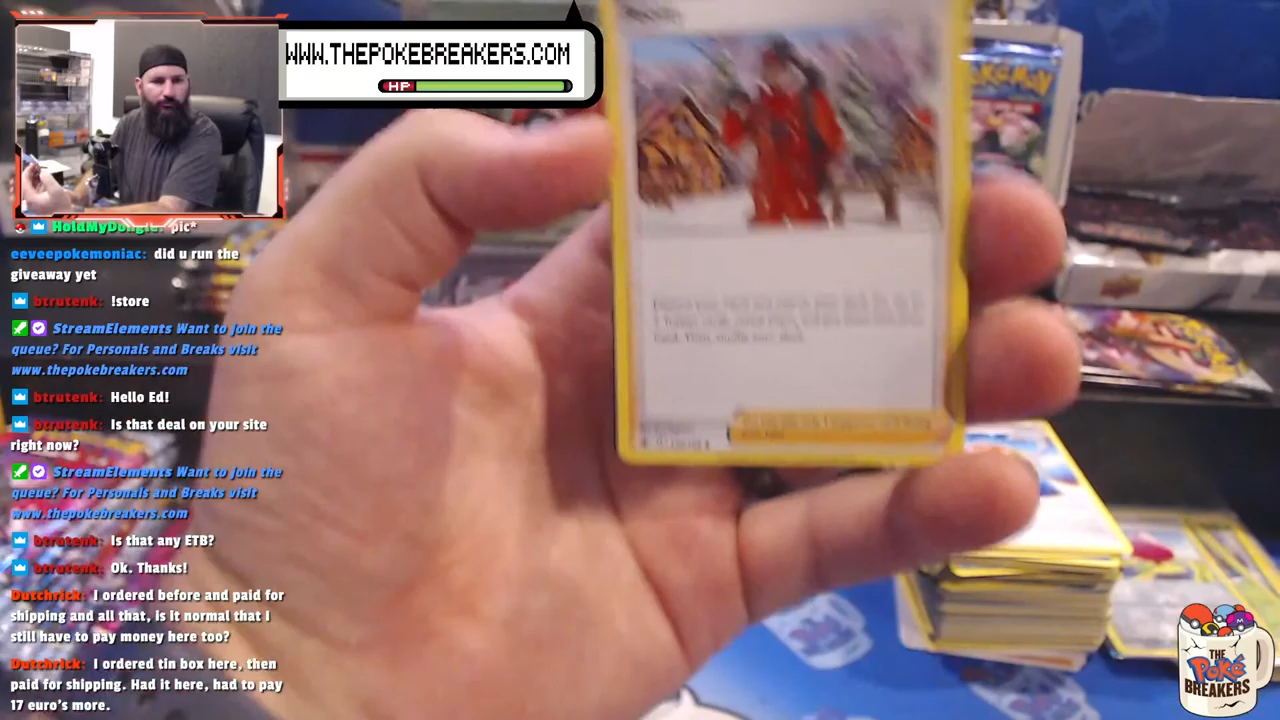 WWW.THEPOKEBREAKERS.COM
HP
HoldMyDongle: pic*
eeveepokemoniac: did u run the
giveaway yet
btrutenk: !store
StreamElements Want to Join the
queue? For Personals and Breaks visit
www.thepokebreakers.com
btrutenk: Hello Ed!
btrutenk: Is that deal on your site
right now?
StreamElements Want to Join the
queue? For Personals and Breaks visit
www.thepokebreakers.com
btrutenk: Is that any ETB?
btrutenk: Ok. Thanks!
Dutchrick: I ordered before and paid for
shipping and all that, is it normal that I
still have to pay money here too?
Dutchrick: I ordered tin box here, then
paid for shipping. Had it here, had to pay
17 euro's more.
POKéMON
THE
Poké
BREAKERS